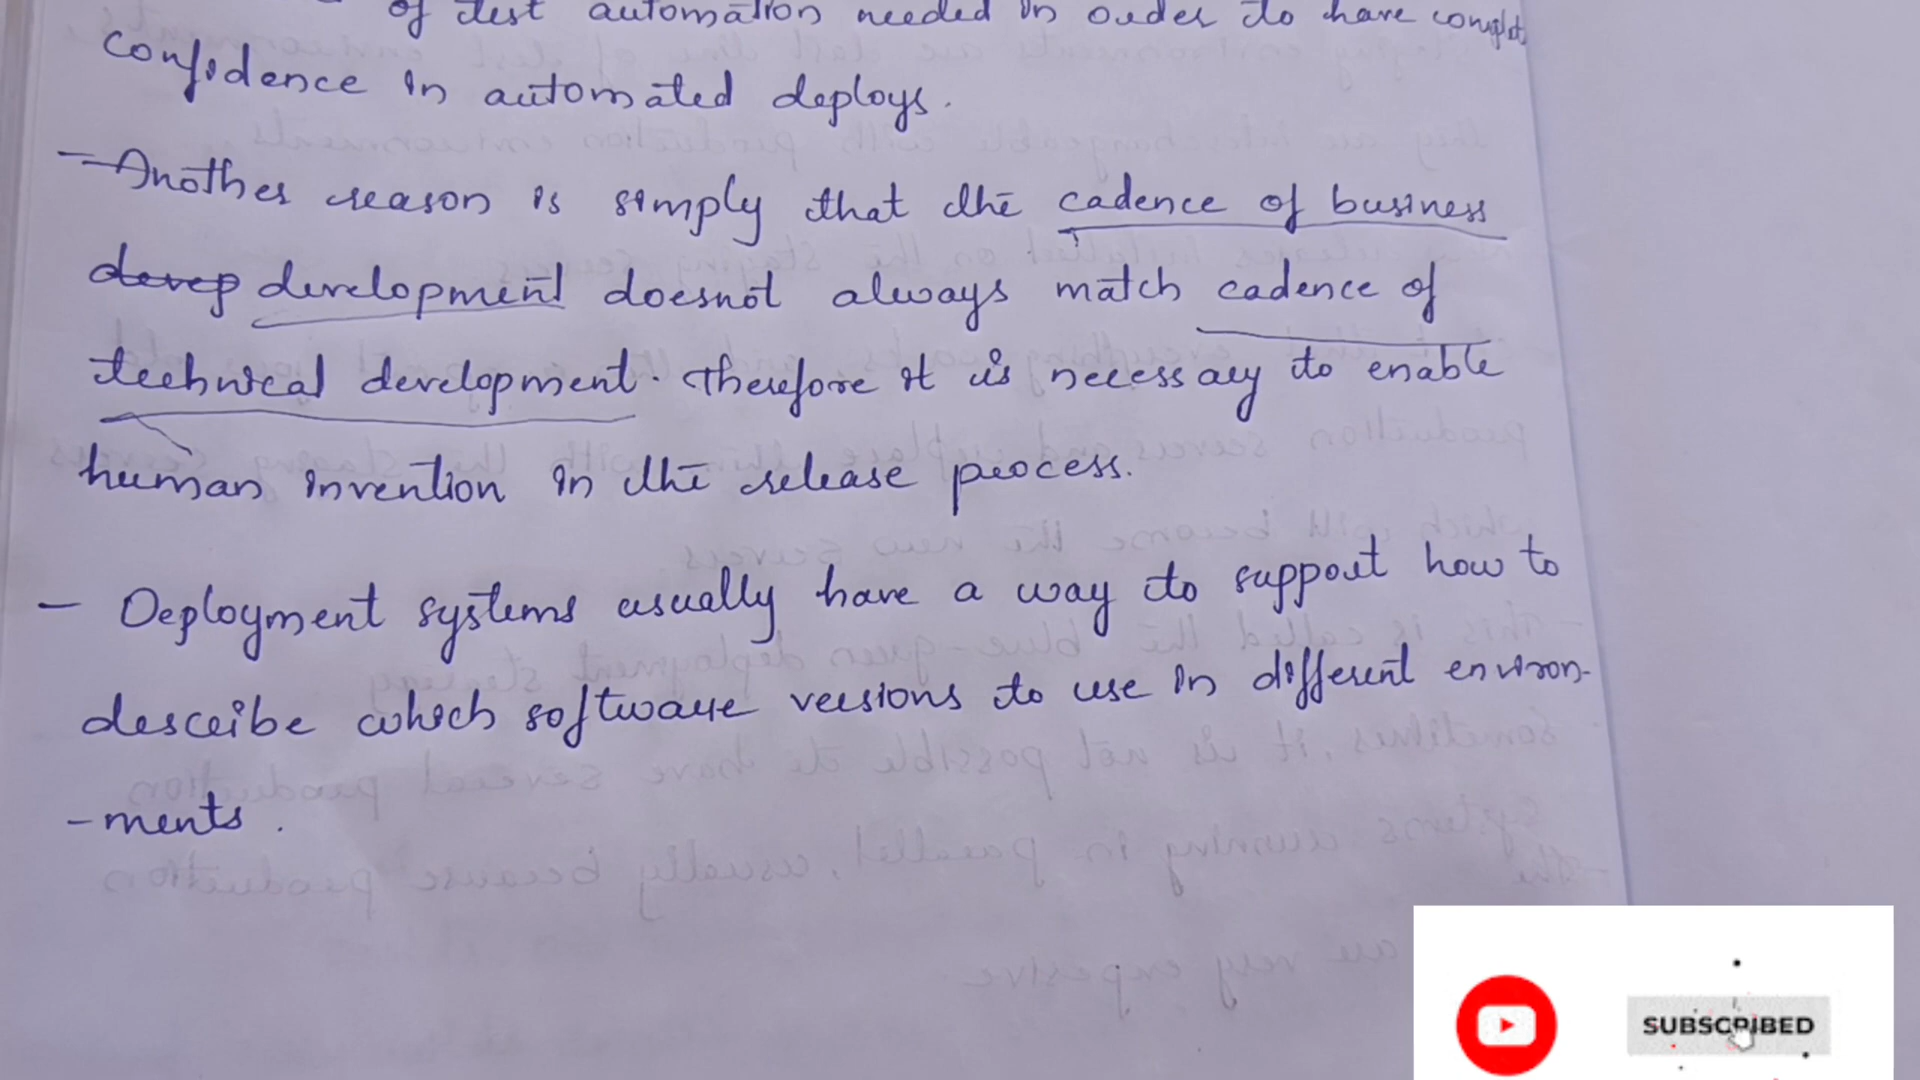 of test automation needed in order to have
confidence in automated deploys.
- Another reason is simply that the cadence of business
development doesnot always match cadence of
technical development. Therefore it is necessary to enable
human invention in the release process.
- Deployment systems usually have a way to support how to
describe which software versions to use in different environ-
-ments.
SUBSCRIBED